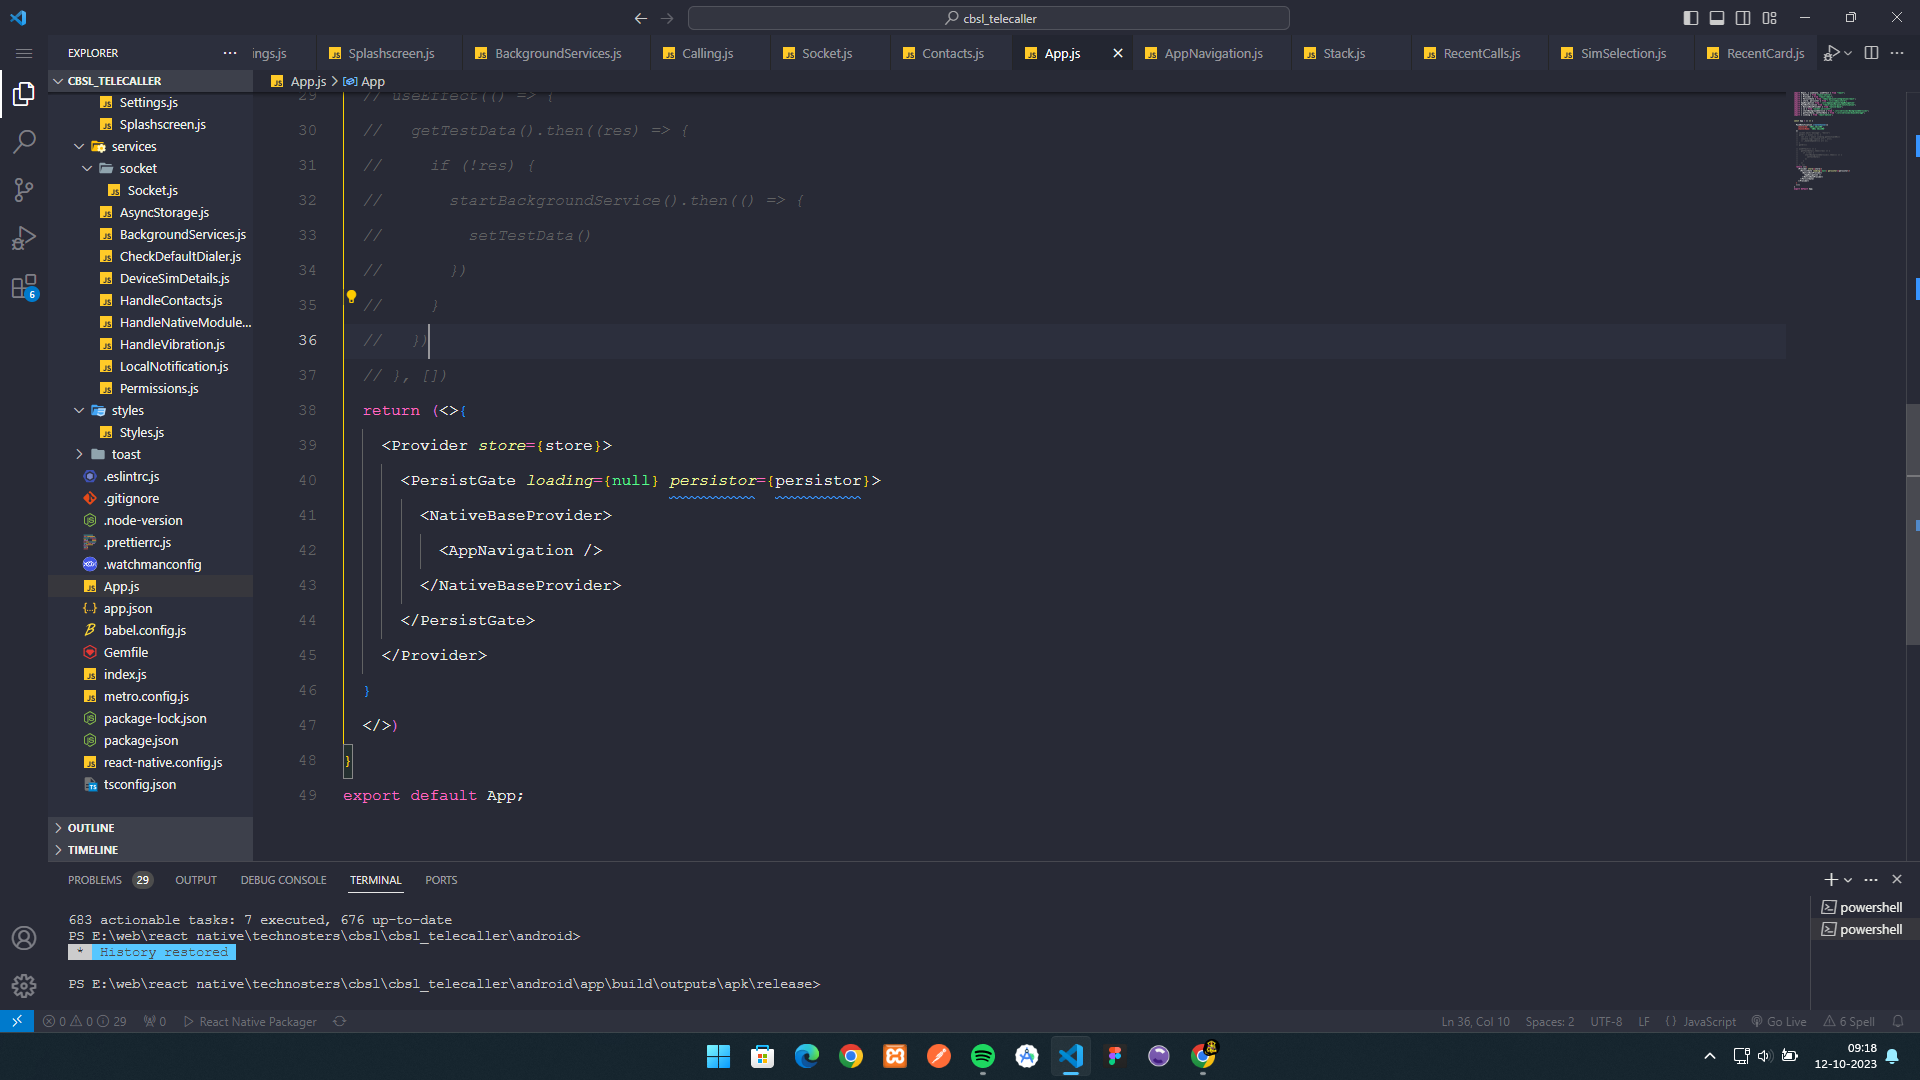 cbsl_telecaller
EXPLORER
ngs.js
Splashscreen.js
BackgroundServices.js
Calling.js
Socket.js
Contacts.js
App.js
AppNavigation.js
Stack.js
RecentCalls.js
SimSelection.js
RecentCard.js
App.js > App
CBSL_TELECALLER
Settings.js
Splashscreen.js
services
socket
Socket.js
AsyncStorage.js
BackgroundServices.js
CheckDefaultDialer.js
DeviceSimDetails.js
HandleContacts.js
HandleNativeModule...
HandleVibration.js
LocalNotification.js
Permissions.js
styles
Styles.js
toast
.eslintrc.js
.gitignore
.node-version
.prettierrc.js
.watchmanconfig
App.js
app.json
babel.config.js
Gemfile
index.js
metro.config.js
package-lock.json
package.json
react-native.config.js
tsconfig.json
OUTLINE
TIMELINE
29 // useEffect(() => {
30 //   getTestData().then((res) => {
31 //     if (!res) {
32 //       startBackgroundService().then(() => {
33 //         setTestData()
34 //       })
35 //     }
36 //   })
37 // }, [])
38 return (<>{
39 <Provider store={store}>
40 <PersistGate loading={null} persistor={persistor}>
41 <NativeBaseProvider>
42 <AppNavigation />
43 </NativeBaseProvider>
44 </PersistGate>
45 </Provider>
46 }
47 </>)
48 }
49 export default App;
PROBLEMS 29 OUTPUT DEBUG CONSOLE TERMINAL PORTS
683 actionable tasks: 7 executed, 676 up-to-date
PS E:\web\react native\technosters\cbsl\cbsl_telecaller\android>
* History restored
PS E:\web\react native\technosters\cbsl\cbsl_telecaller\android\app\build\outputs\apk\release>
powershell
powershell
6
0 0 29 0 React Native Packager
Ln 36, Col 10 Spaces: 2 UTF-8 LF {} JavaScript Go Live 6 Spell
09:18
12-10-2023